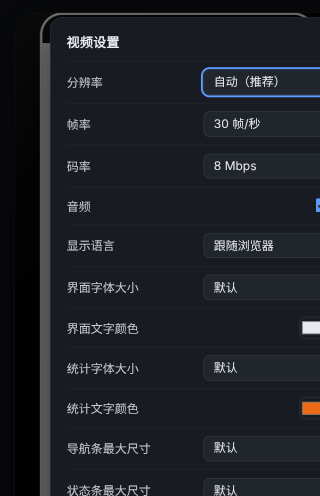 视频设置
分辨率 自动（推荐）
帧率 30 帧/秒
码率 8 Mbps
音频
显示语言 跟随浏览器
界面字体大小 默认
界面文字颜色
统计字体大小 默认
统计文字颜色
导航条最大尺寸 默认
状态条最大尺寸 默认